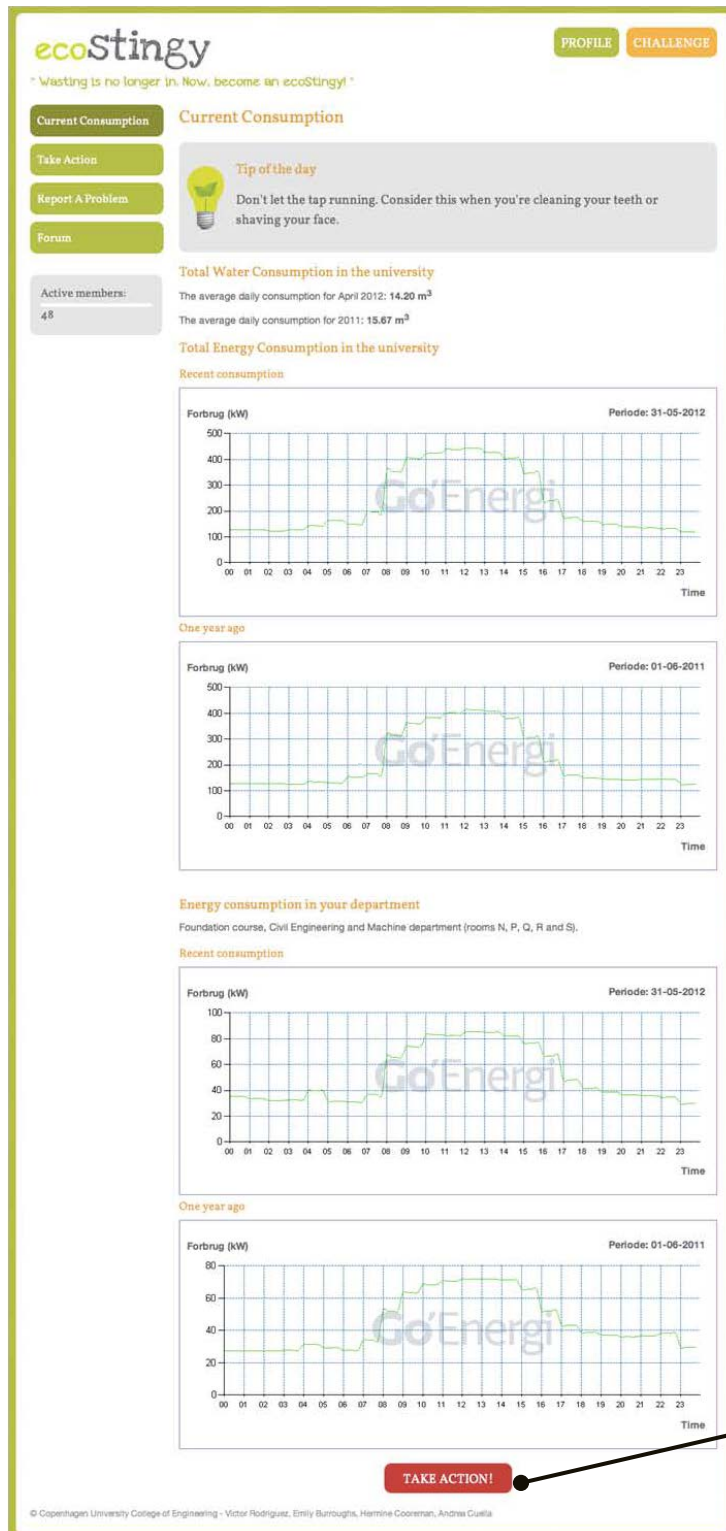 ecoStingy
PROFILE
CHALLENGE
" Wasting is no longer in. Now, become an ecoStingy! "
Current Consumption
Take Action
Report A Problem
Forum
Active members:
48
Current Consumption
Tip of the day
Don't let the tap running. Consider this when you're cleaning your teeth or
shaving your face.
Total Water Consumption in the university
The average daily consumption for April 2012: 14.20 m³
The average daily consumption for 2011: 15.67 m³
Total Energy Consumption in the university
Recent consumption
Forbrug (kW)
Periode: 31-05-2012
500
400
300
200
100
0
Go'Energi
00 01 02 03 04 05 06 07 08 09 10 11 12 13 14 15 16 17 18 19 20 21 22 23
Time
One year ago
Forbrug (kW)
Periode: 01-06-2011
500
400
300
200
100
0
Go'Energi
00 01 02 03 04 05 06 07 08 09 10 11 12 13 14 15 16 17 18 19 20 21 22 23
Time
Energy consumption in your department
Foundation course, Civil Engineering and Machine department (rooms N, P, Q, R and S).
Recent consumption
Forbrug (kW)
Periode: 31-05-2012
100
80
60
40
20
0
Go'Energi
00 01 02 03 04 05 06 07 08 09 10 11 12 13 14 15 16 17 18 19 20 21 22 23
Time
One year ago
Forbrug (kW)
Periode: 01-06-2011
80
60
40
20
0
Go'Energi
00 01 02 03 04 05 06 07 08 09 10 11 12 13 14 15 16 17 18 19 20 21 22 23
Time
TAKE ACTION!
© Copenhagen University College of Engineering - Victor Rodriguez, Emily Burroughs, Hermine Cooreman, Andrea Cuella